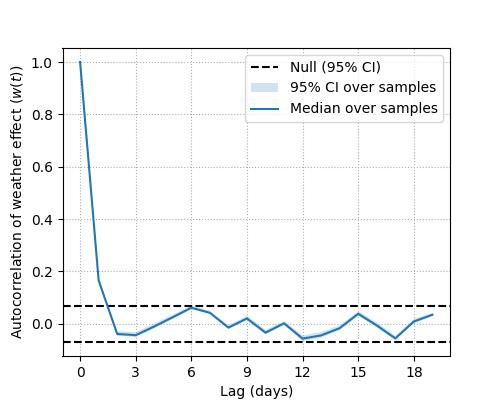 Autocorrelation of weather effect (w(t))
1.0
0.8
0.6
0.4
0.2
0.0
Null (95% CI)
95% CI over samples
Median over samples
0 3 6 9 12 15 18
Lag (days)